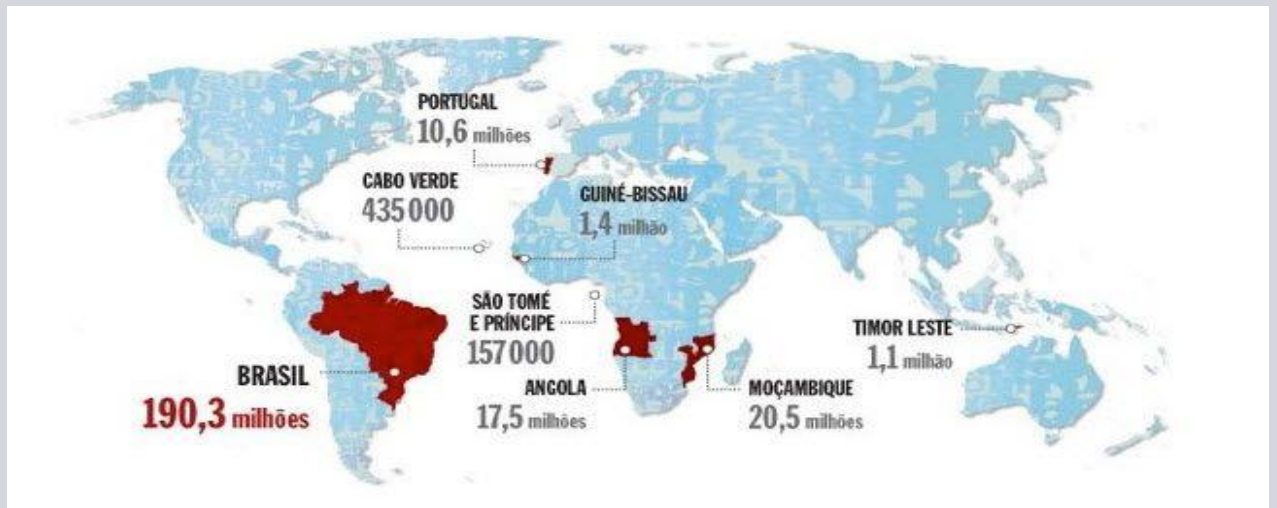 PORTUGAL
10,6 milhões
CABO VERDE
435 000
GUINÉ-BISSAU
1,4 milhão
SÃO TOMÉ
E PRÍNCIPE
157 000
TIMOR LESTE
1,1 milhão
BRASIL
190,3 milhões
ANGOLA
17,5 milhões
MOÇAMBIQUE
20,5 milhões